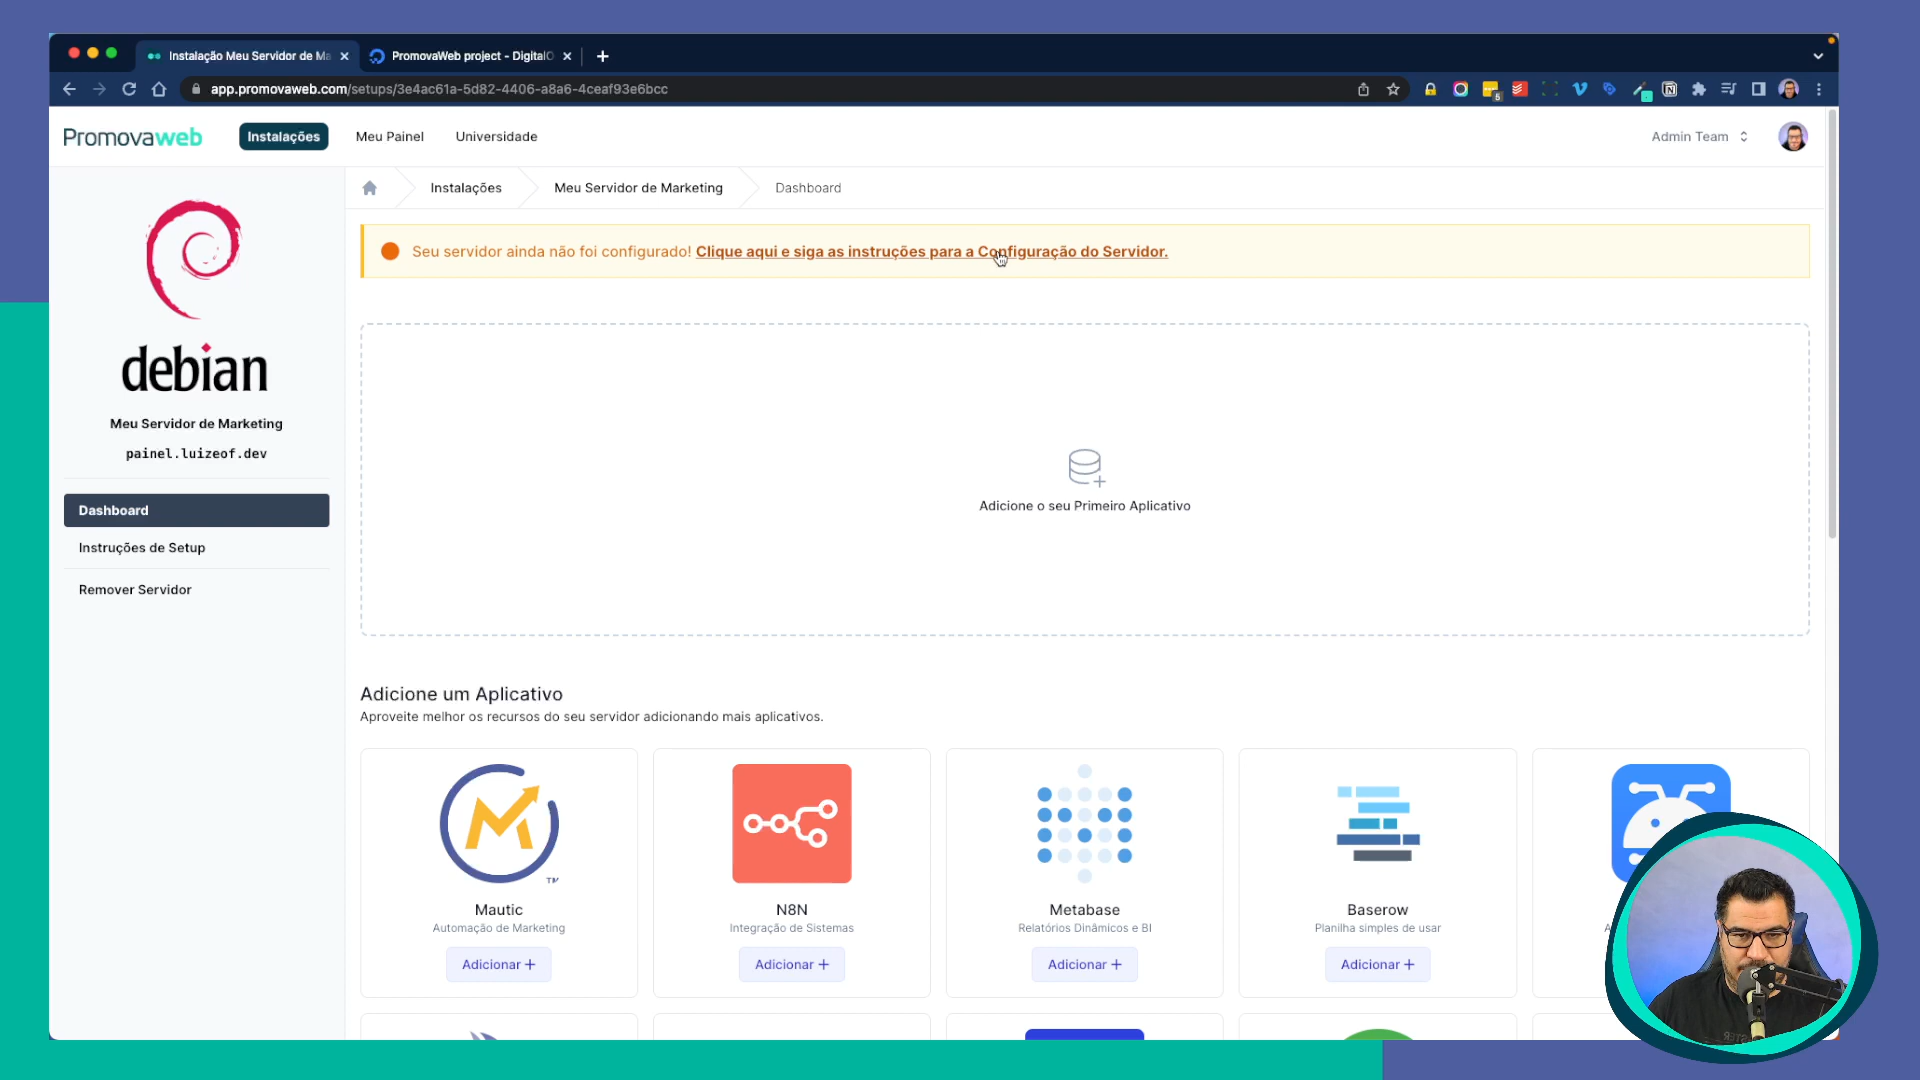 Instalação Meu Servidor de Ma
PromovaWeb project - DigitalO
app.promovaweb.com/setups/3e4ac61a-5d82-4406-a8a6-4ceaf93e6bcc
6
Promovaweb
Instalações
Meu Painel
Universidade
Admin Team
Instalações
Meu Servidor de Marketing
Dashboard
debian
Meu Servidor de Marketing
painel.luizeof.dev
Dashboard
Instruções de Setup
Remover Servidor
Seu servidor ainda não foi configurado! Clique aqui e siga as instruções para a Configuração do Servidor.
Adicione o seu Primeiro Aplicativo
Adicione um Aplicativo
Aproveite melhor os recursos do seu servidor adicionando mais aplicativos.
TM
Mautic
Automação de Marketing
Adicionar +
N8N
Integração de Sistemas
Adicionar +
Metabase
Relatórios Dinâmicos e BI
Adicionar +
Baserow
Planilha simples de usar
Adicionar +